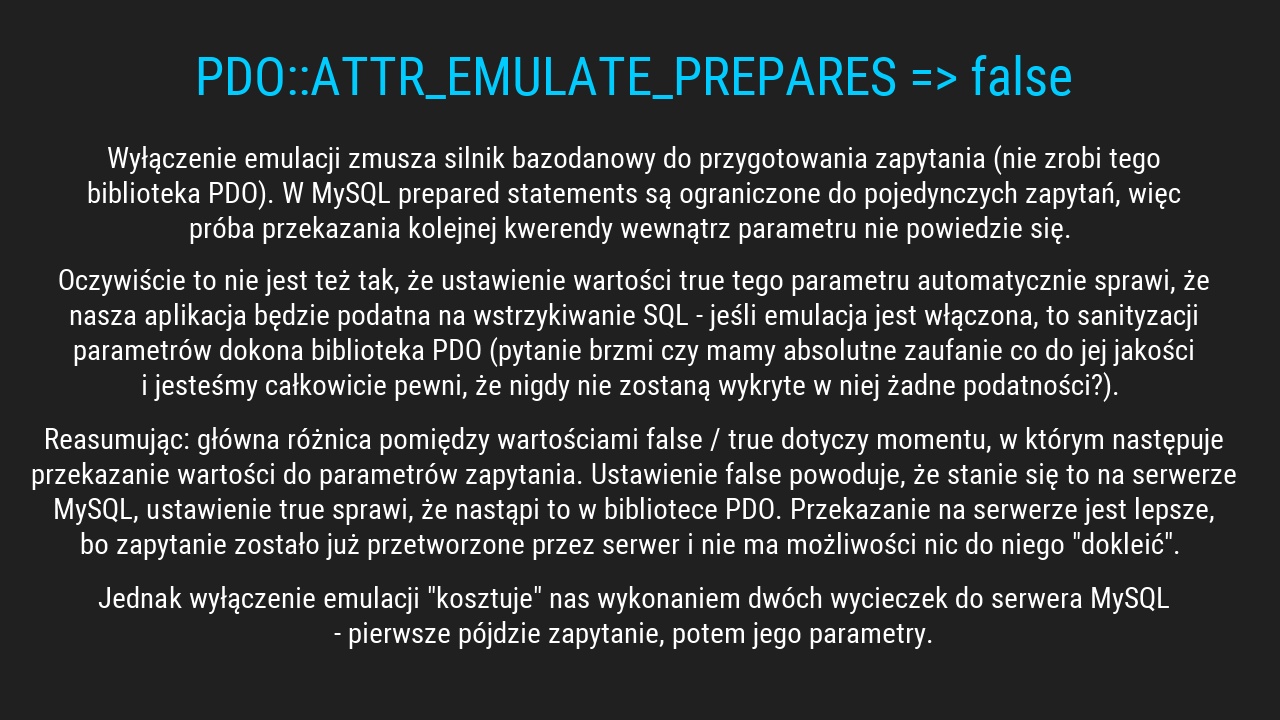 PDO::ATTR_EMULATE_PREPARES => false
Wyłączenie emulacji zmusza silnik bazodanowy do przygotowania zapytania (nie zrobi tego
biblioteka PDO). W MySQL prepared statements są ograniczone do pojedynczych zapytań, więc
próba przekazania kolejnej kwerendy wewnątrz parametru nie powiedzie się.
Oczywiście to nie jest też tak, że ustawienie wartości true tego parametru automatycznie sprawi, że
nasza aplikacja będzie podatna na wstrzykiwanie SQL - jeśli emulacja jest włączona, to sanityzacji
parametrów dokona biblioteka PDO (pytanie brzmi czy mamy absolutne zaufanie co do jej jakości
i jesteśmy całkowicie pewni, że nigdy nie zostaną wykryte w niej żadne podatności?).
Reasumując: główna różnica pomiędzy wartościami false / true dotyczy momentu, w którym następuje
przekazanie wartości do parametrów zapytania. Ustawienie false powoduje, że stanie się to na serwerze
MySQL, ustawienie true sprawi, że nastąpi to w bibliotece PDO. Przekazanie na serwerze jest lepsze,
bo zapytanie zostało już przetworzone przez serwer i nie ma możliwości nic do niego "dokleić".
Jednak wyłączenie emulacji "kosztuje" nas wykonaniem dwóch wycieczek do serwera MySQL
- pierwsze pójdzie zapytanie, potem jego parametry.